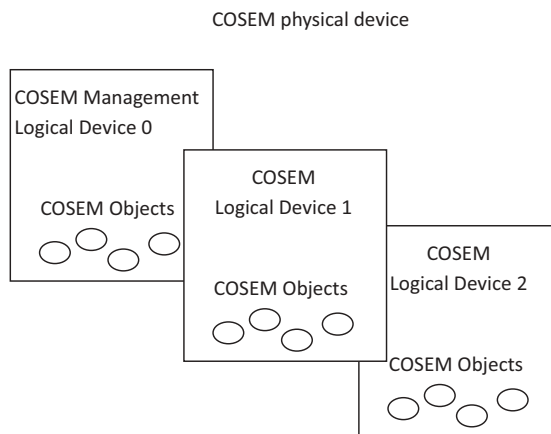 COSEM physical device
COSEM Management
Logical Device 0
COSEM Objects
COSEM
Logical Device 1
COSEM Objects
COSEM
Logical Device 2
COSEM Objects